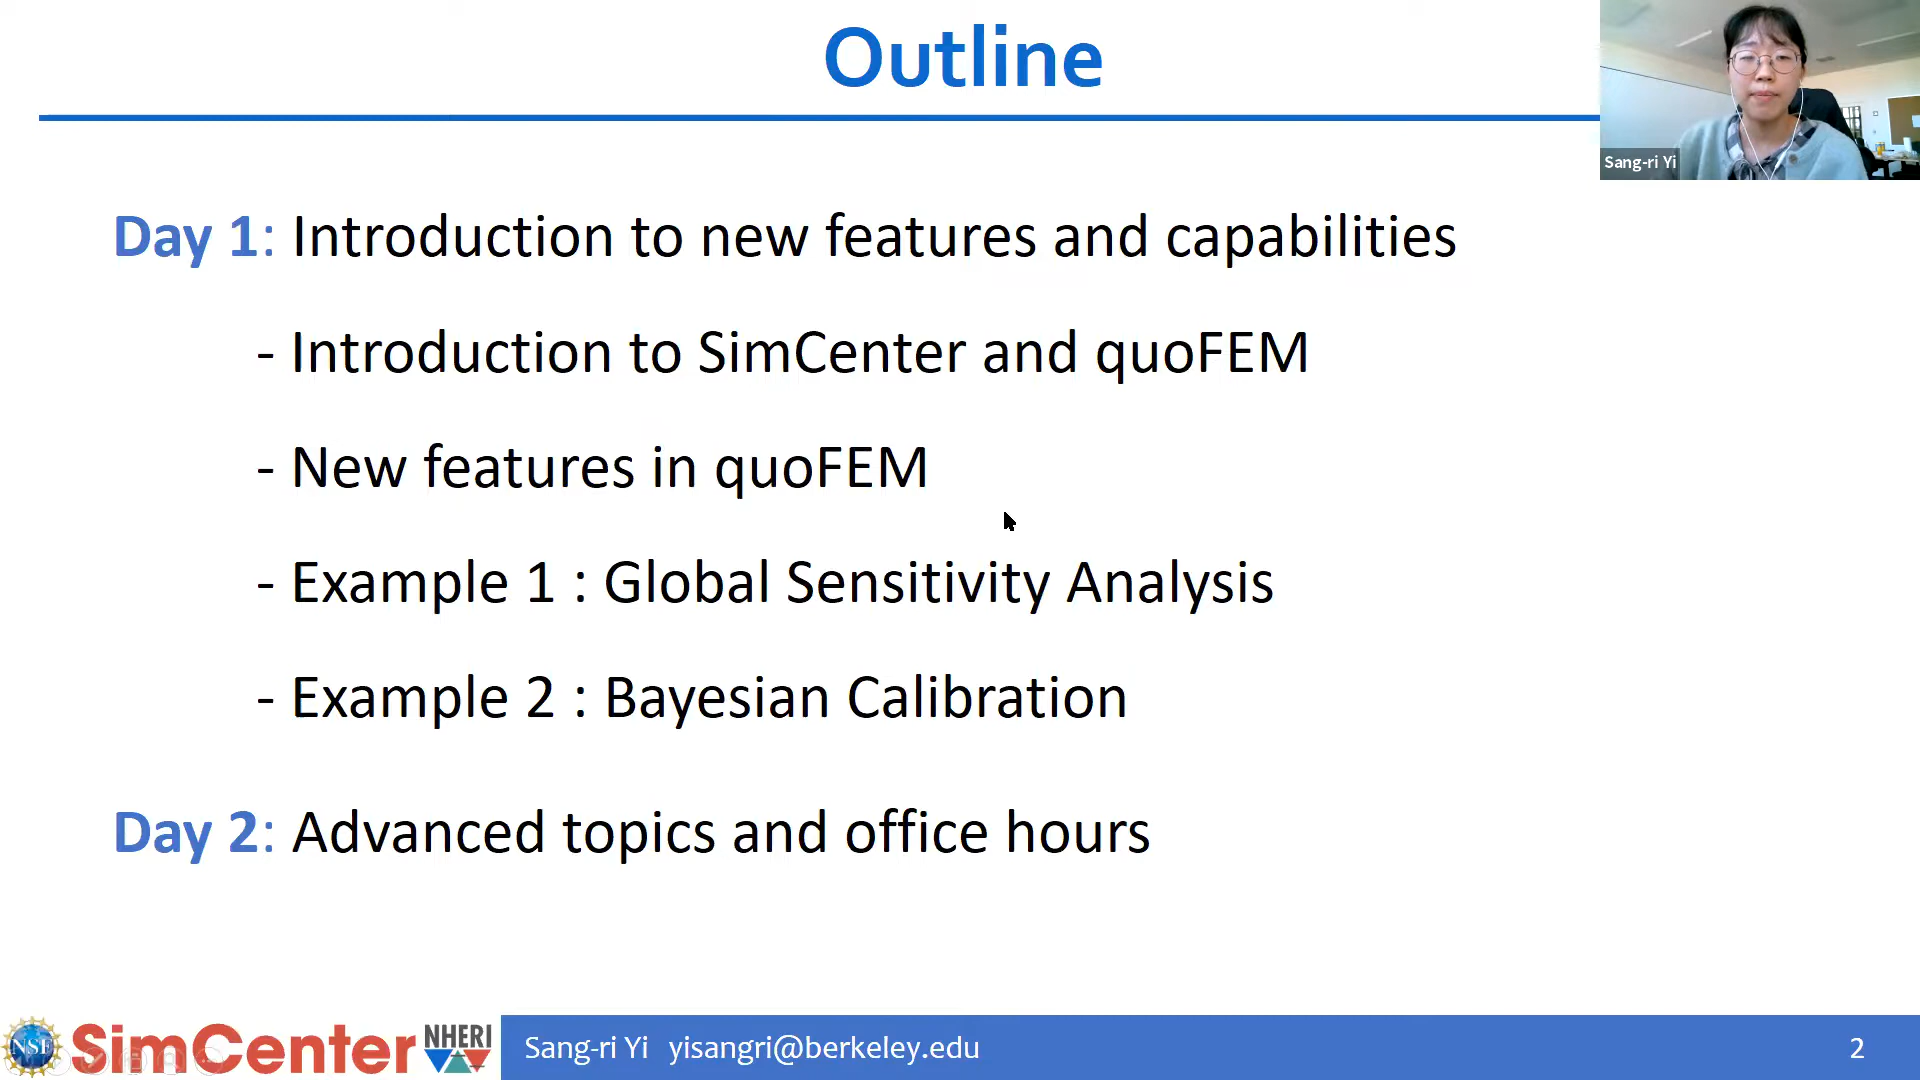 Outline
Sang-ri Yi
Day 1: Introduction to new features and capabilities
- Introduction to SimCenter and quoFEM
- New features in quoFEM
- Example 1 : Global Sensitivity Analysis
- Example 2 : Bayesian Calibration
Day 2: Advanced topics and office hours
NSF SimCenter NHERI
Sang-ri Yi yisangri@berkeley.edu
2